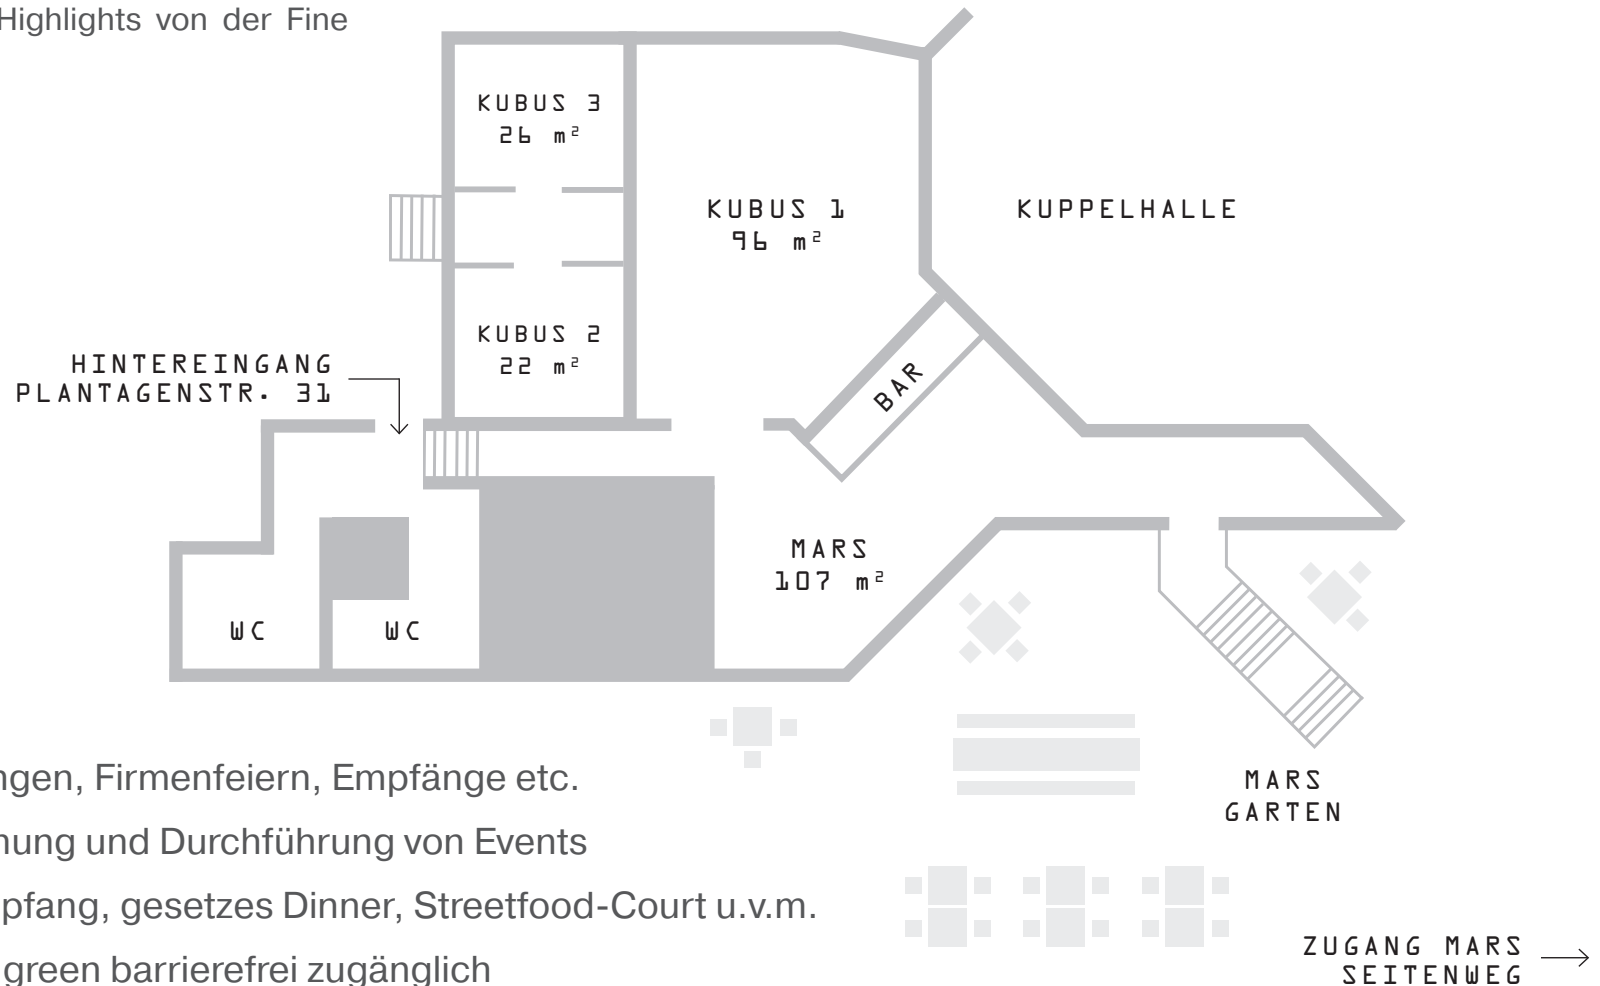 Highlights von der Fine
KUBUS 3
26 m²
KUBUS 1
96 m²
KUPPELHALLE
KUBUS 2
22 m²
HINTEREINGANG
PLANTAGENSTR. 31
BAR
MARS
107 m²
WC
WC
ngen, Firmenfeiern, Empfänge etc.
nung und Durchführung von Events
pfang, gesetzes Dinner, Streetfood-Court u.v.m.
green barrierefrei zugänglich
MARS
GARTEN
ZUGANG MARS
SEITENWEG